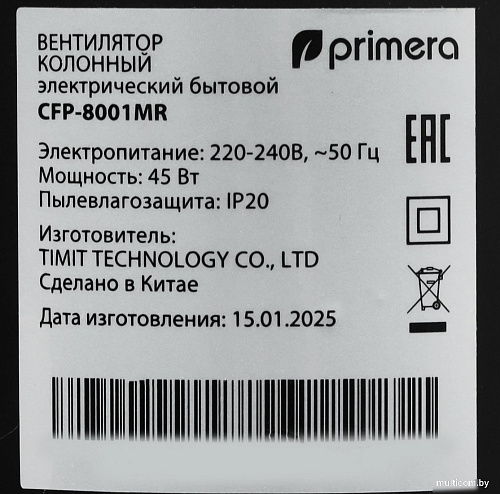 ВЕНТИЛЯТОР
КОЛОННЫЙ
электрический бытовой
CFP-8001MR
primera
Электропитание: 220-240В, ~50 Гц
Мощность: 45 Вт
Пылевлагозащита: IP20
EAC
Изготовитель:
TIMIT TECHNOLOGY CO., LTD
Сделано в Китае
Дата изготовления: 15.01.2025
multicom.by